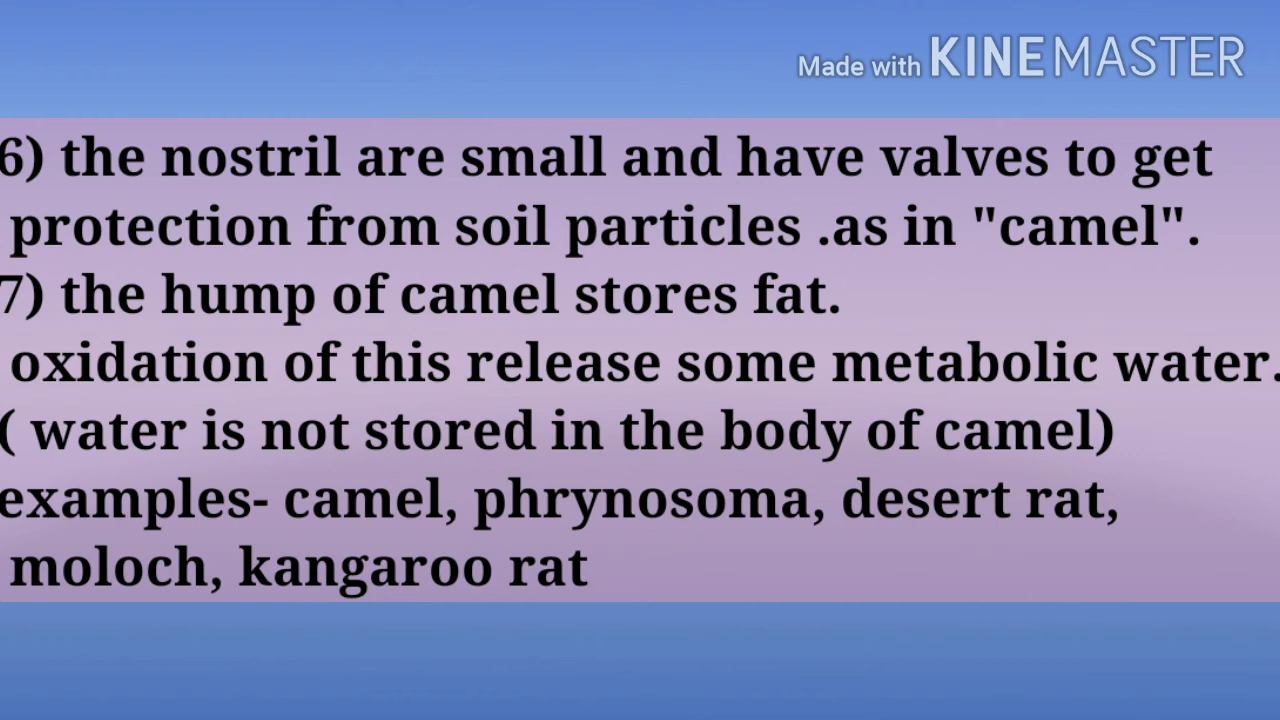 Made with KINEMASTER
6) the nostril are small and have valves to get
protection from soil particles .as in "camel".
7) the hump of camel stores fat.
oxidation of this release some metabolic water.
( water is not stored in the body of camel)
examples- camel, phrynosoma, desert rat,
moloch, kangaroo rat